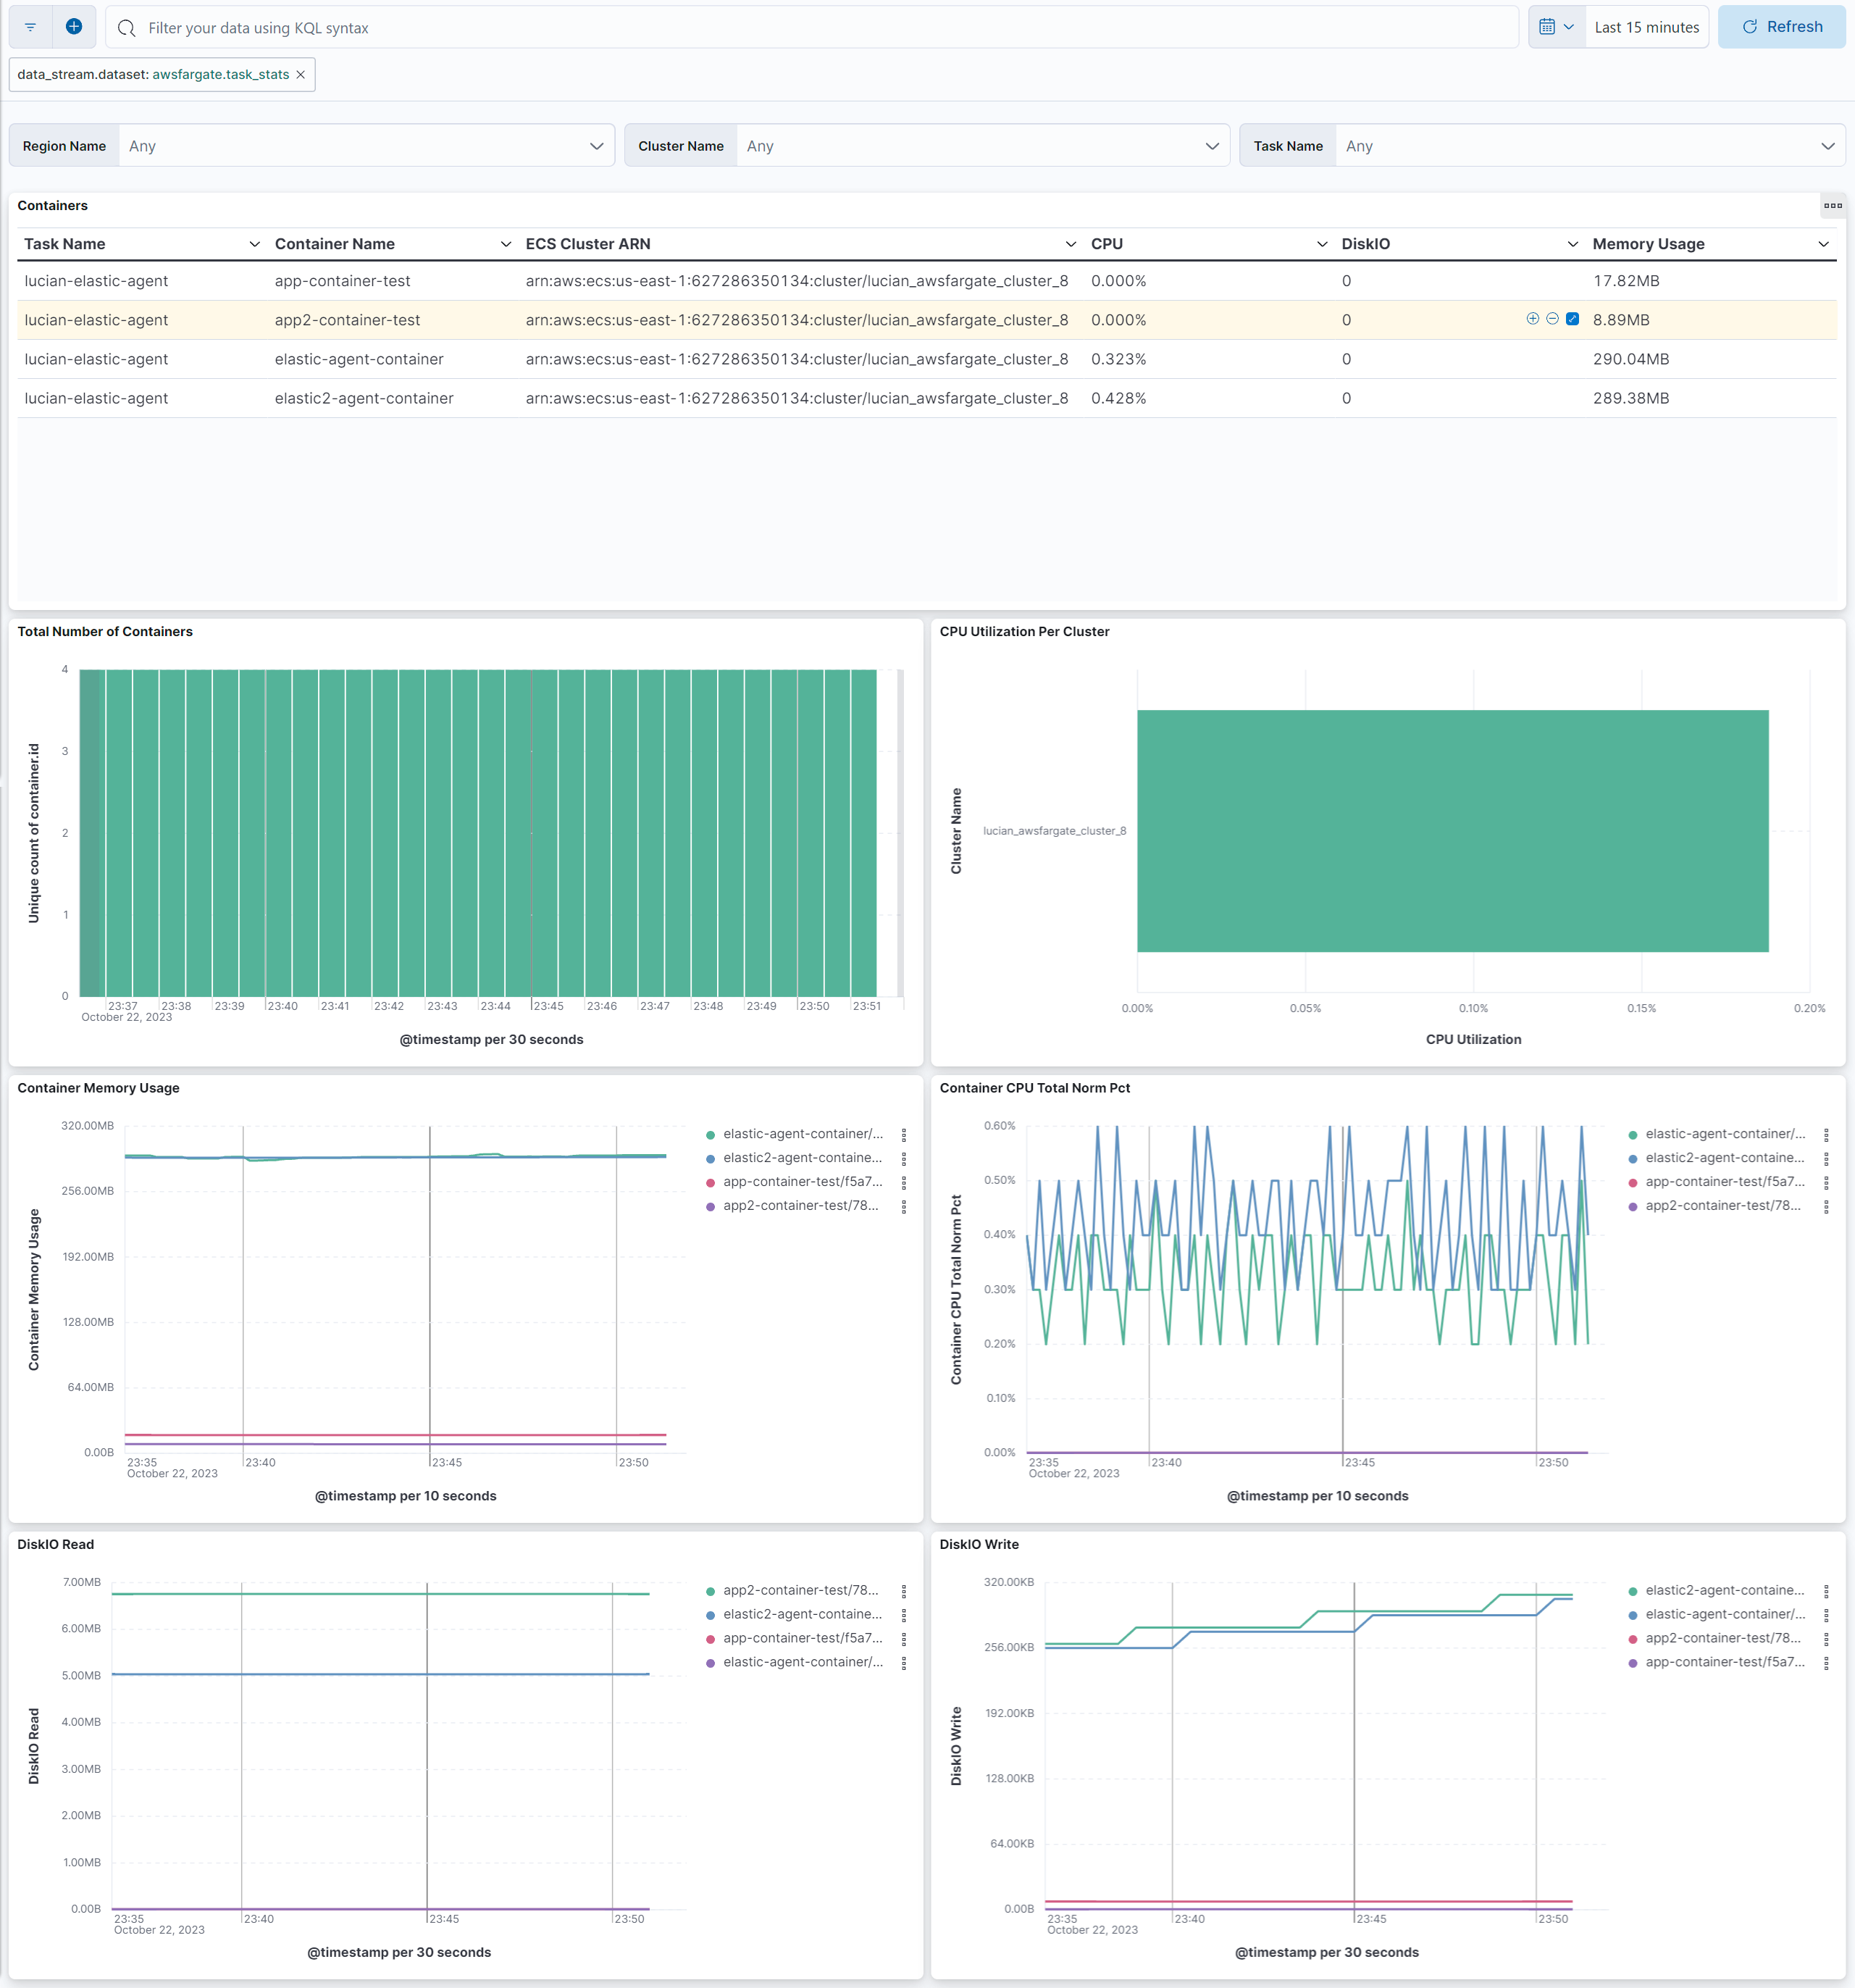 Filter your data using KQL syntax
Last 15 minutes
Refresh
data_stream.dataset: awsfargate.task_stats ×
Region Name Any
Cluster Name Any
Task Name Any
Containers
Task Name Container Name ECS Cluster ARN CPU DiskIO Memory Usage
lucian-elastic-agent app-container-test arn:aws:ecs:us-east-1:627286350134:cluster/lucian_awsfargate_cluster_8 0.000% 0 17.82MB
lucian-elastic-agent app2-container-test arn:aws:ecs:us-east-1:627286350134:cluster/lucian_awsfargate_cluster_8 0.000% 0 8.89MB
lucian-elastic-agent elastic-agent-container arn:aws:ecs:us-east-1:627286350134:cluster/lucian_awsfargate_cluster_8 0.323% 0 290.04MB
lucian-elastic-agent elastic2-agent-container arn:aws:ecs:us-east-1:627286350134:cluster/lucian_awsfargate_cluster_8 0.428% 0 289.38MB
Total Number of Containers
Unique count of container.id
4
3
2
1
0
23:37 23:38 23:39 23:40 23:41 23:42 23:43 23:44 23:45 23:46 23:47 23:48 23:49 23:50 23:51
October 22, 2023
@timestamp per 30 seconds
CPU Utilization Per Cluster
Cluster Name
lucian_awsfargate_cluster_8
0.00% 0.05% 0.10% 0.15% 0.20%
CPU Utilization
Container Memory Usage
Container Memory Usage
320.00MB
256.00MB
192.00MB
128.00MB
64.00MB
0.00B
23:35 23:40 23:45 23:50
October 22, 2023
@timestamp per 10 seconds
elastic-agent-container/...
elastic2-agent-containe...
app-container-test/f5a7...
app2-container-test/78...
Container CPU Total Norm Pct
Container CPU Total Norm Pct
0.60%
0.50%
0.40%
0.30%
0.20%
0.10%
0.00%
23:35 23:40 23:45 23:50
October 22, 2023
@timestamp per 10 seconds
elastic-agent-container/...
elastic2-agent-containe...
app-container-test/f5a7...
app2-container-test/78...
DiskIO Read
DiskIO Read
7.00MB
6.00MB
5.00MB
4.00MB
3.00MB
2.00MB
1.00MB
0.00B
23:35 23:40 23:45 23:50
October 22, 2023
@timestamp per 30 seconds
app2-container-test/78...
elastic2-agent-containe...
app-container-test/f5a7...
elastic-agent-container/...
DiskIO Write
DiskIO Write
320.00KB
256.00KB
192.00KB
128.00KB
64.00KB
0.00B
23:35 23:40 23:45 23:50
October 22, 2023
@timestamp per 30 seconds
elastic2-agent-containe...
elastic-agent-container/...
app2-container-test/78...
app-container-test/f5a7...